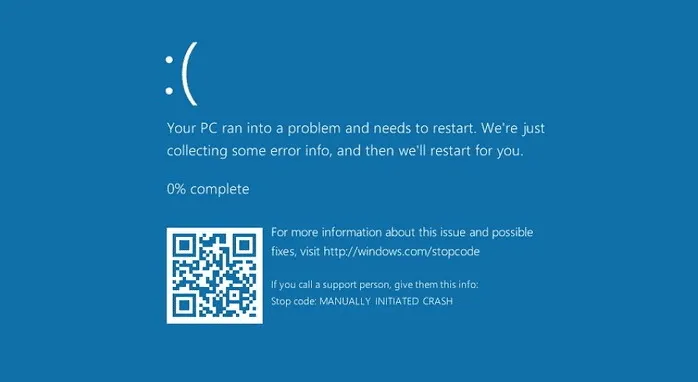 :(
Your PC ran into a problem and needs to restart. We're just
collecting some error info, and then we'll restart for you.
0% complete
For more information about this issue and possible
fixes, visit http://windows.com/stopcode
If you call a support person, give them this info:
Stop code: MANUALLY INITIATED CRASH